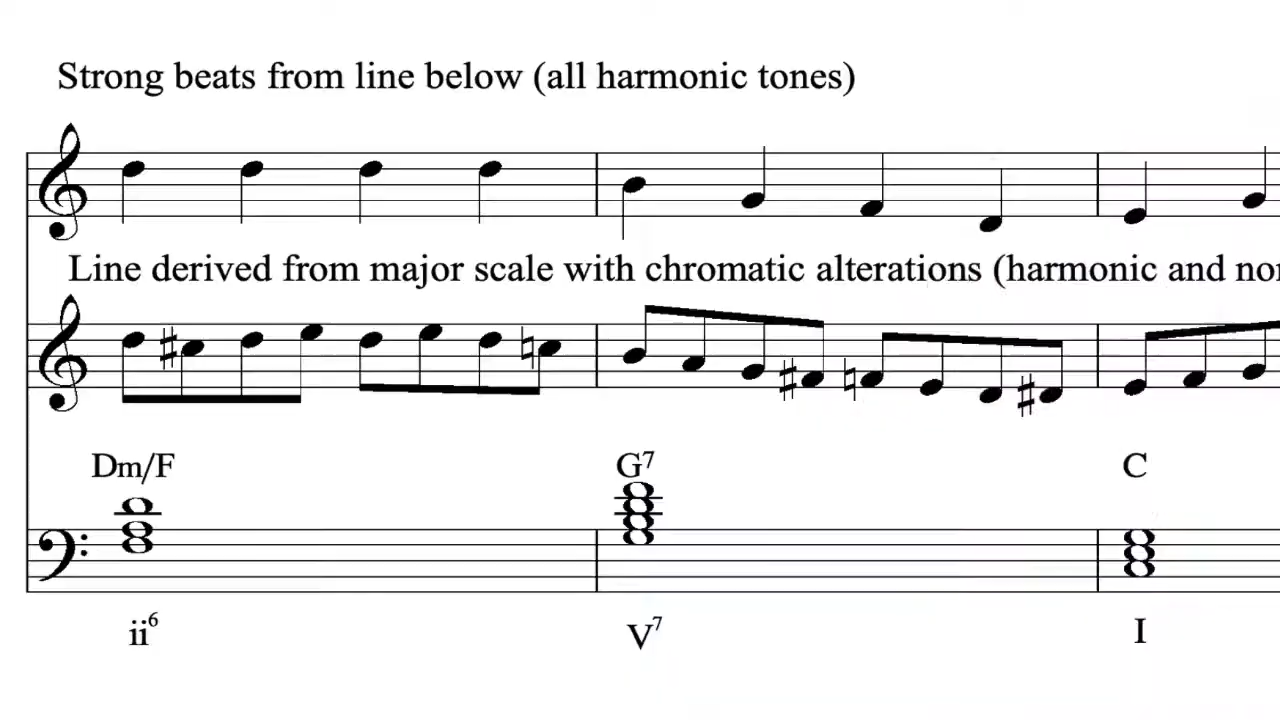 Strong beats from line below (all harmonic tones)
Line derived from major scale with chromatic alterations (harmonic and
Dm/F G7 C
ii6 V7 I